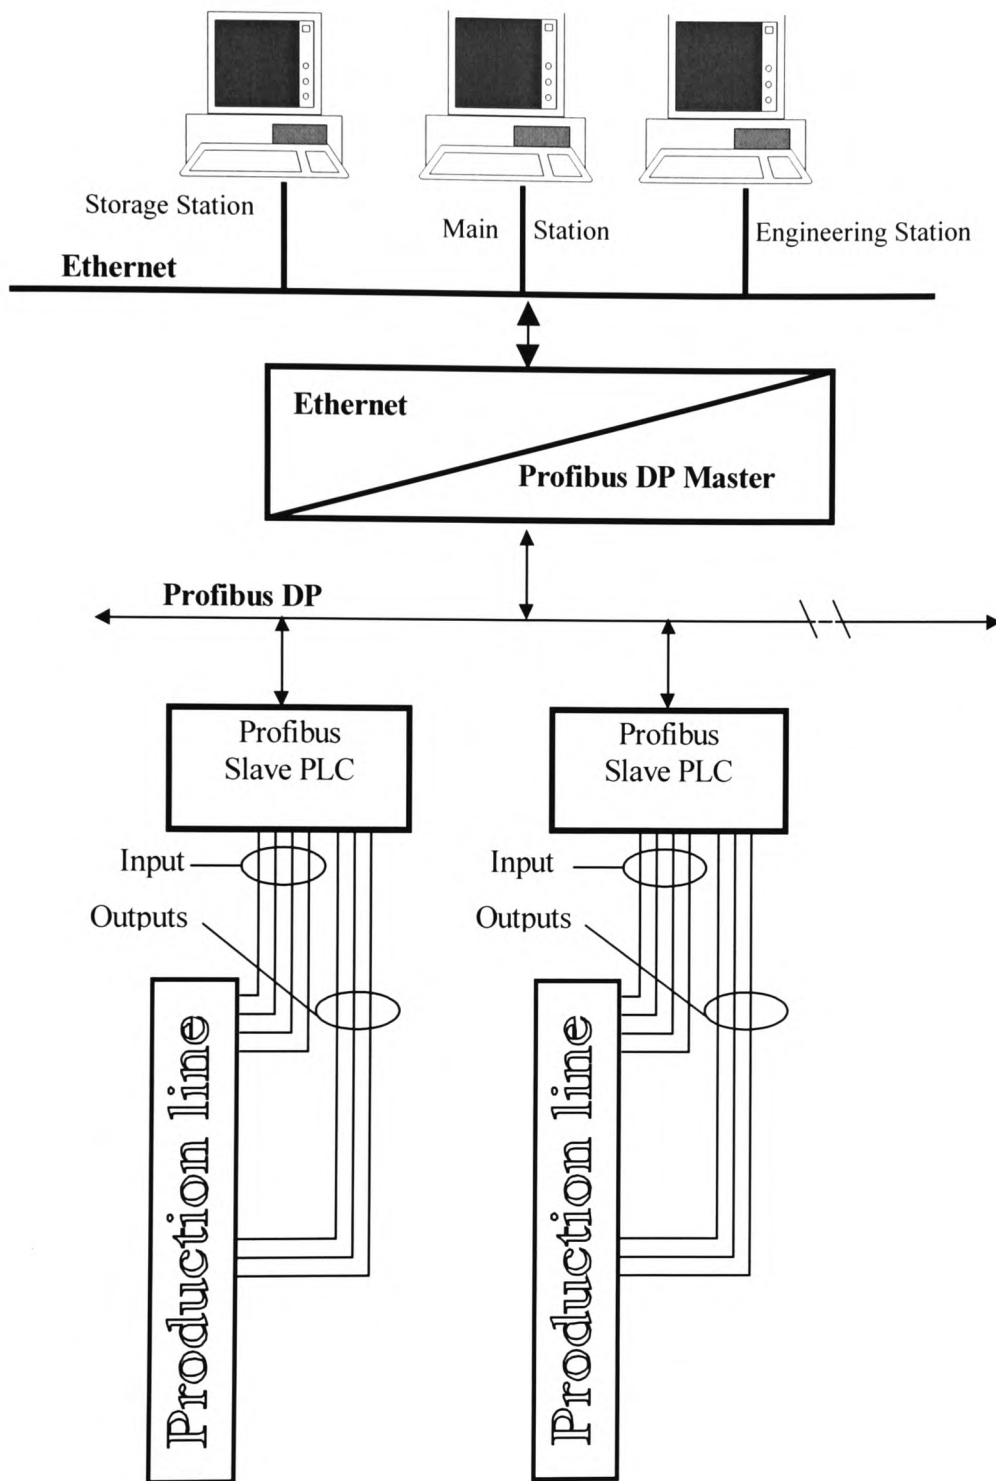 Storage Station
Main Station
Engineering Station
Ethernet
Ethernet
Profibus DP Master
Profibus DP
Profibus
Slave PLC
Profibus
Slave PLC
Input
Input
Outputs
Outputs
Production line
Production line